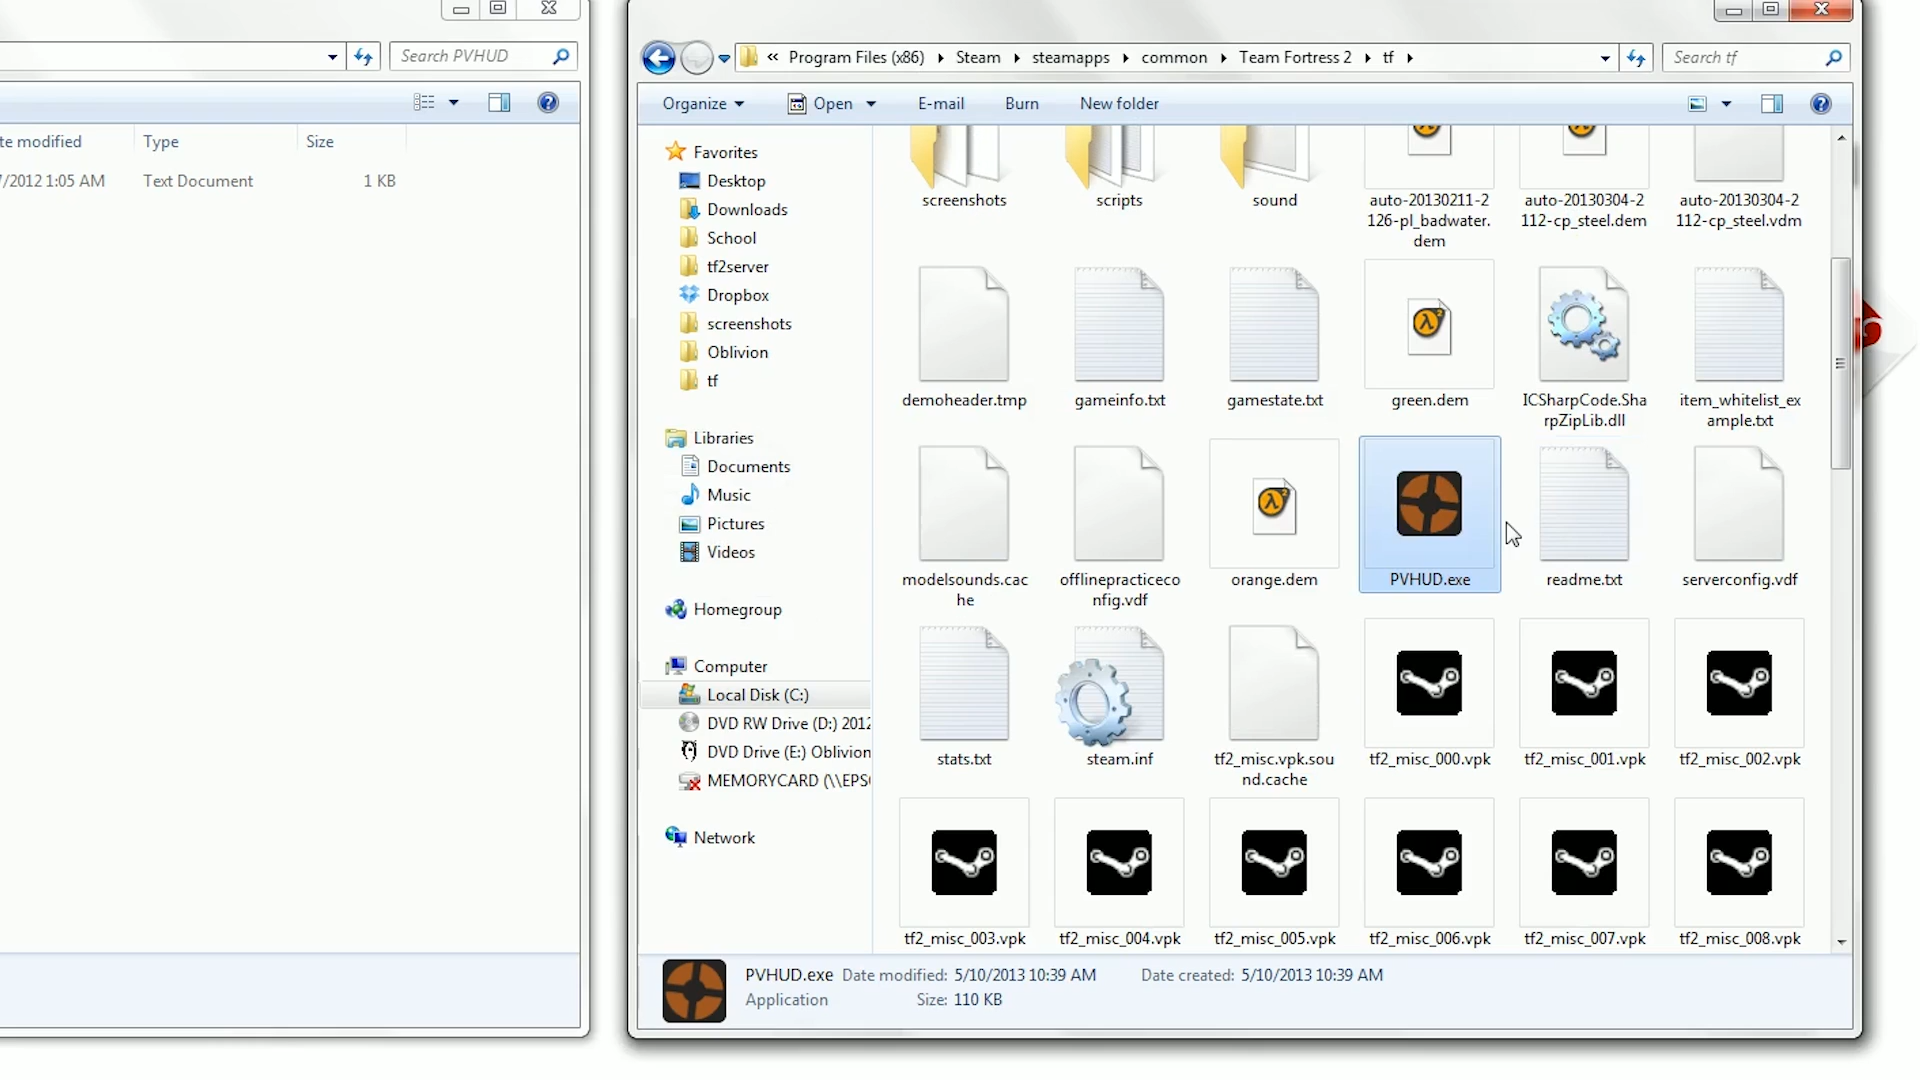 Search PVHUD
te modified
Type
Size
/2012 1:05 AM
Text Document
1 KB
« Program Files (x86) Steam steamapps common Team Fortress 2 tf
Search tf
Organize
Open
E-mail
Burn
New folder
Favorites
Desktop
Downloads
School
tf2server
Dropbox
screenshots
Oblivion
tf
Libraries
Documents
Music
Pictures
Videos
Homegroup
Computer
Local Disk (C:)
DVD RW Drive (D:) 2012
DVD Drive (E:) Oblivion
MEMORYCARD (\\EPS
Network
screenshots
scripts
sound
auto-20130211-2
126-pl_badwater.
dem
auto-20130304-2
112-cp_steel.dem
auto-20130304-2
112-cp_steel.vdm
demoheader.tmp
gameinfo.txt
gamestate.txt
green.dem
ICSharpCode.Sha
rpZipLib.dll
item_whitelist_ex
ample.txt
modelsounds.cac
he
offlinepracticeco
nfig.vdf
orange.dem
PVHUD.exe
readme.txt
serverconfig.vdf
stats.txt
steam.inf
tf2_misc.vpk.sou
nd.cache
tf2_misc_000.vpk
tf2_misc_001.vpk
tf2_misc_002.vpk
tf2_misc_003.vpk
tf2_misc_004.vpk
tf2_misc_005.vpk
tf2_misc_006.vpk
tf2_misc_007.vpk
tf2_misc_008.vpk
PVHUD.exe Date modified: 5/10/2013 10:39 AM Date created: 5/10/2013 10:39 AM
Application Size: 110 KB